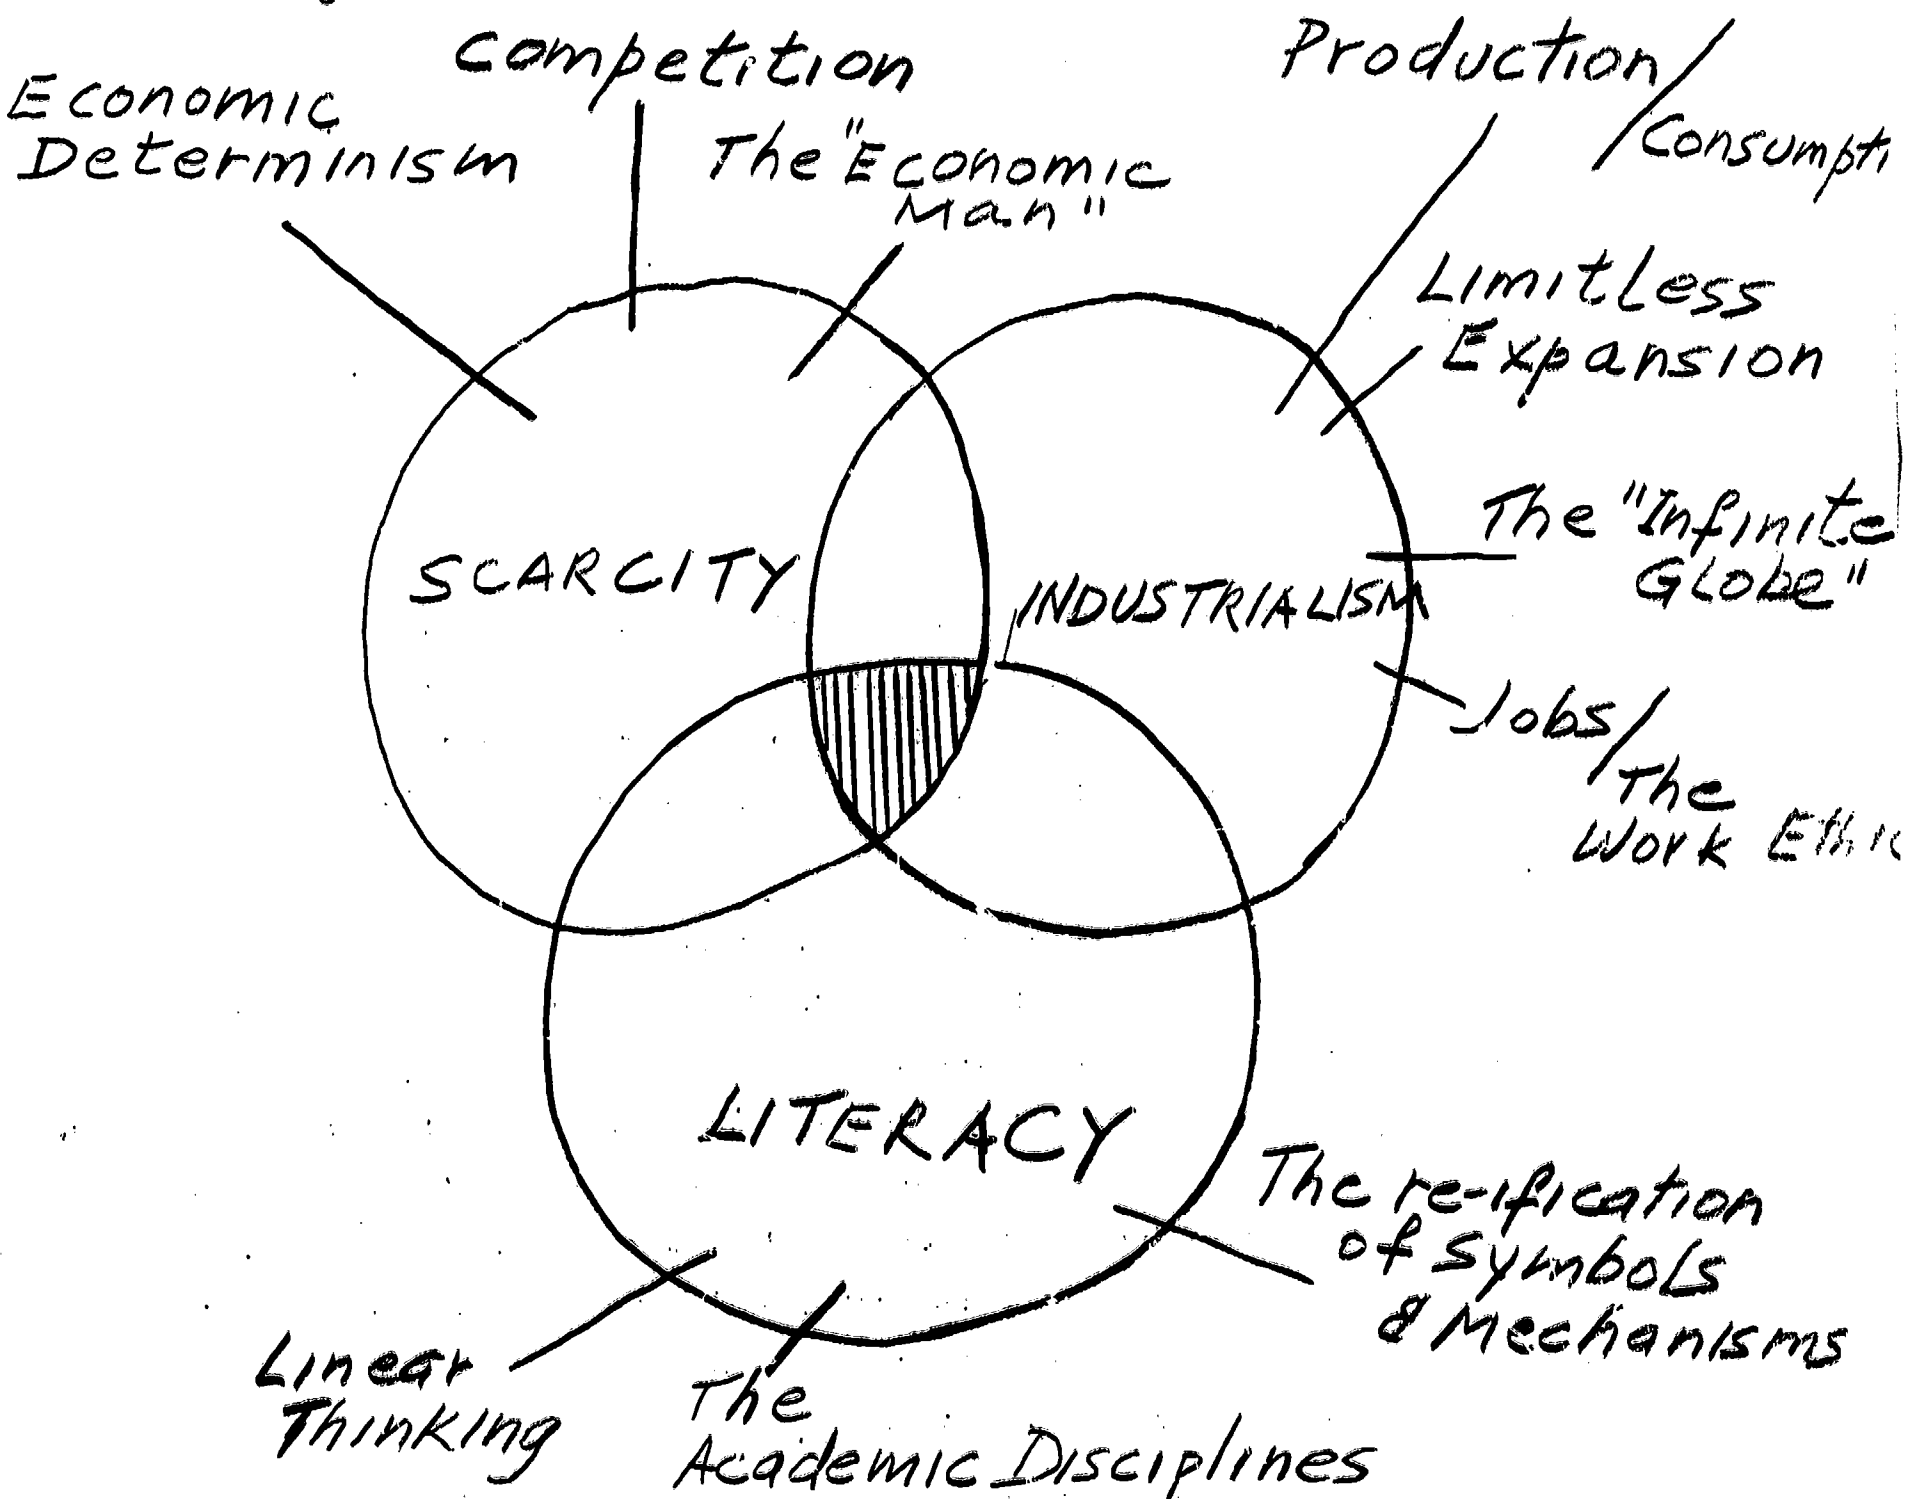 Competition
Economic
Determinism
The "Economic
Man"
Production/
Consumpti
Limitless
Expansion
The "Infinite
Globe"
Jobs/
The
Work Ethic
SCARCITY
INDUSTRIALISM
LITERACY
The re-ification
of Symbols
& Mechanisms
Linear
Thinking
The
Academic Disciplines